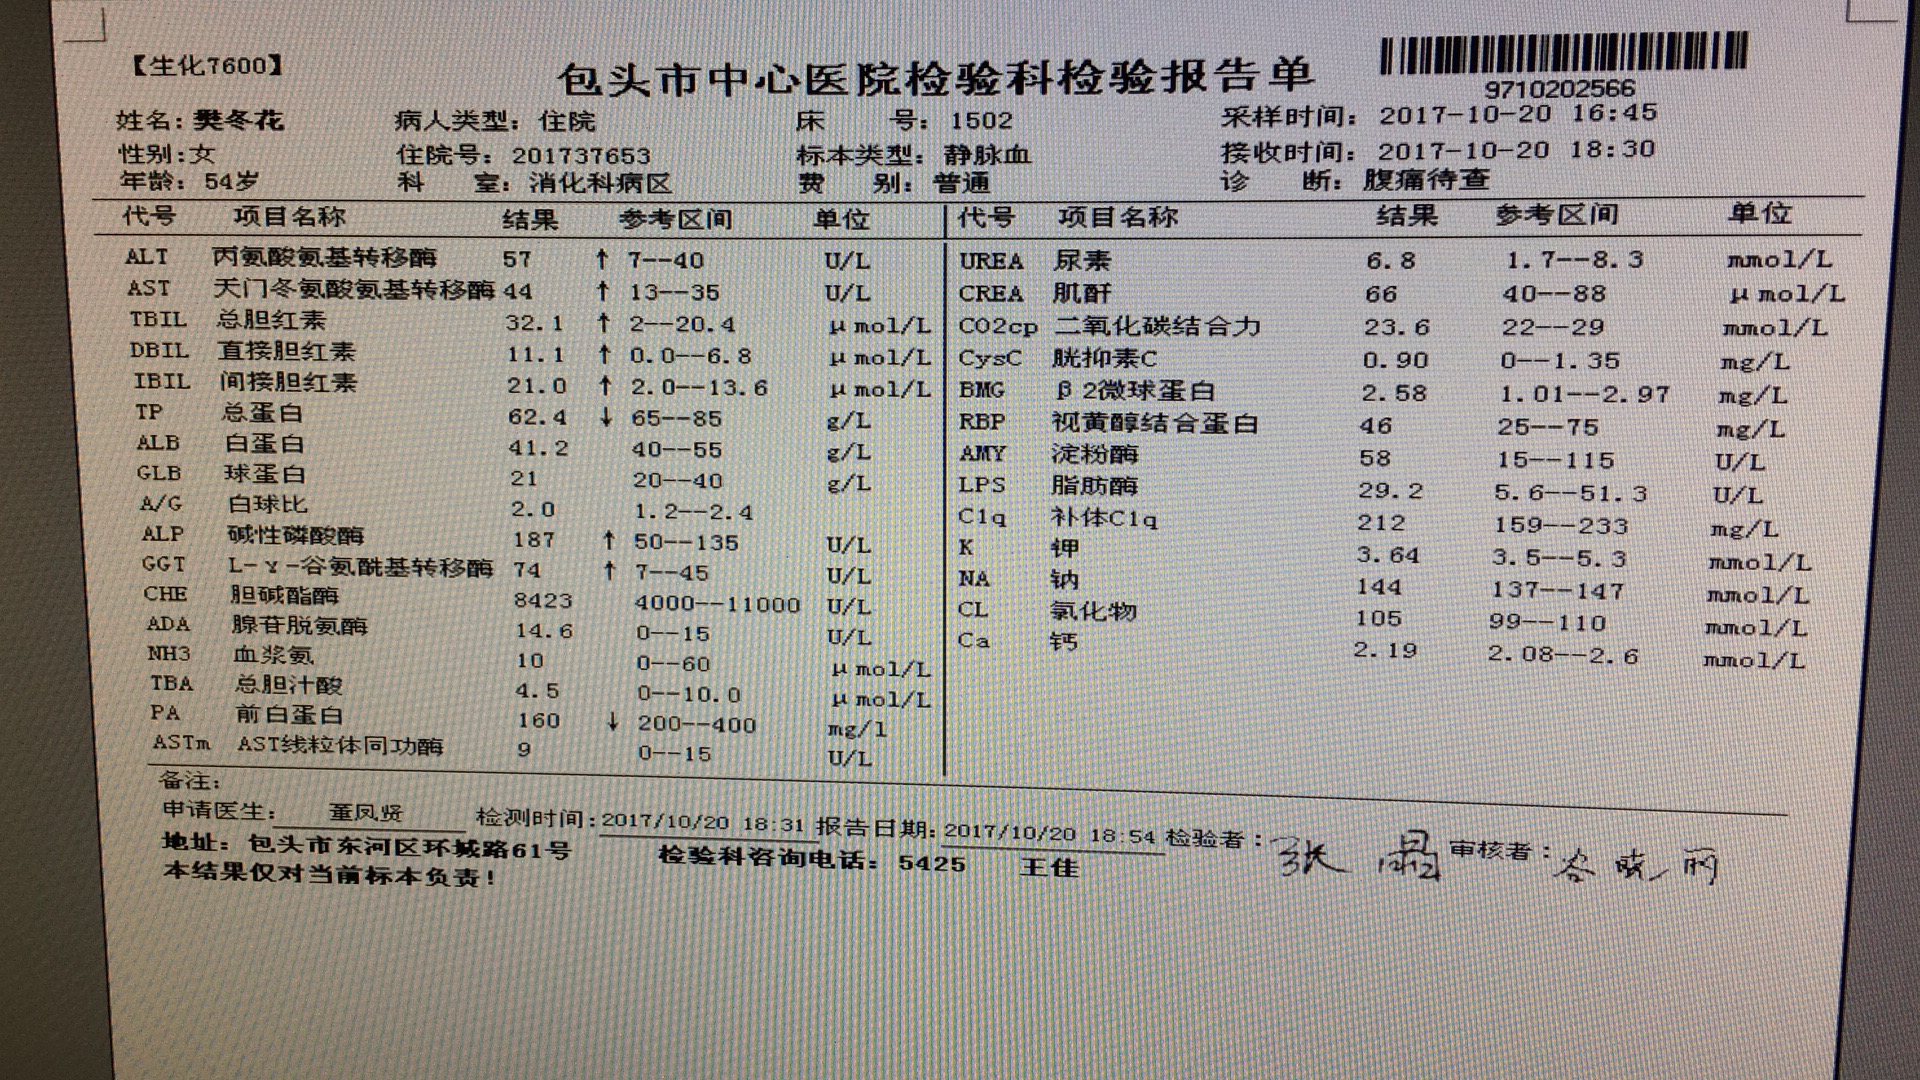 【生化7600】
包头市中心医院检验科检验报告单
9710202566
姓名: 樊冬花 病人类型: 住院 床 号: 1502 采样时间: 2017-10-20 16:45
性别:女 住院号: 201737653 标本类型: 静脉血 接收时间: 2017-10-20 18:30
年龄: 54岁 科 室: 消化科病区 费 别: 普通 诊 断: 腹痛待查
代号 项目名称 结果 参考区间 单位 代号 项目名称 结果 参考区间 单位
ALT 丙氨酸氨基转移酶 57 ↑ 7--40 U/L UREA 尿素 6.8 1.7--8.3 mmol/L
AST 天门冬氨酸氨基转移酶 44 ↑ 13--35 U/L CREA 肌酐 66 40--88 μmol/L
TBIL 总胆红素 32.1 ↑ 2--20.4 μmol/L CO2cp 二氧化碳结合力 23.6 22--29 mmol/L
DBIL 直接胆红素 11.1 ↑ 0.0--6.8 μmol/L CysC 胱抑素C 0.90 0--1.35 mg/L
IBIL 间接胆红素 21.0 ↑ 2.0--13.6 μmol/L BMG β2微球蛋白 2.58 1.01--2.97 mg/L
TP 总蛋白 62.4 ↓ 65--85 g/L RBP 视黄醇结合蛋白 46 25--75 mg/L
ALB 白蛋白 41.2 40--55 g/L AMY 淀粉酶 58 15--115 U/L
GLB 球蛋白 21 20--40 g/L LPS 脂肪酶 29.2 5.6--51.3 U/L
A/G 白球比 2.0 1.2--2.4 C1q 补体C1q 212 159--233 mg/L
ALP 碱性磷酸酶 187 ↑ 50--135 U/L K 钾 3.64 3.5--5.3 mmol/L
GGT L-γ-谷氨酰基转移酶 74 ↑ 7--45 U/L NA 钠 144 137--147 mmol/L
CHE 胆碱酯酶 8423 4000--11000 U/L CL 氯化物 105 99--110 mmol/L
ADA 腺苷脱氨酶 14.6 0--15 U/L Ca 钙 2.19 2.08--2.6 mmol/L
NH3 血浆氨 10 0--60 μmol/L
TBA 总胆汁酸 4.5 0--10.0 μmol/L
PA 前白蛋白 160 ↓ 200--400 mg/l
ASTm AST线粒体同功酶 9 0--15 U/L
备注:
申请医生: 董凤贤 检测时间:2017/10/20 18:31 报告日期:2017/10/20 18:54 检验者: 张 审核者:
地址: 包头市东河区环城路61号 检验科咨询电话: 5425 王佳
本结果仅对当前标本负责!